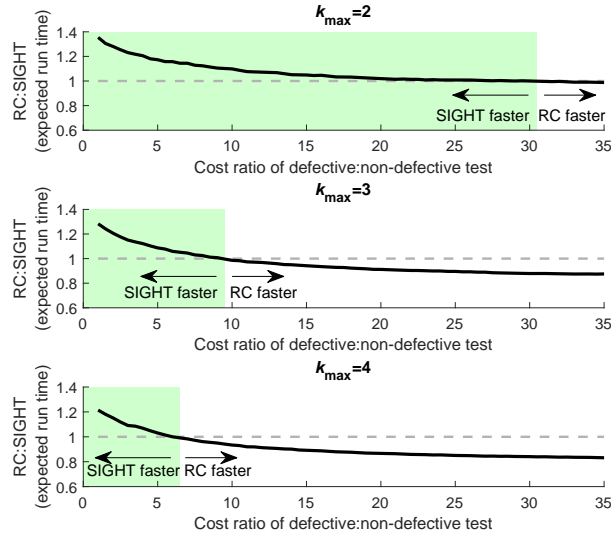 k_max=2
1.4
1.2
1
0.8
0.6
RC:SIGHT
(expected run time)
SIGHT faster RC faster
0 5 10 15 20 25 30 35
Cost ratio of defective:non-defective test
k_max=3
1.4
1.2
1
0.8
0.6
RC:SIGHT
(expected run time)
SIGHT faster RC faster
0 5 10 15 20 25 30 35
Cost ratio of defective:non-defective test
k_max=4
1.4
1.2
1
0.8
0.6
RC:SIGHT
(expected run time)
SIGHT faster RC faster
0 5 10 15 20 25 30 35
Cost ratio of defective:non-defective test